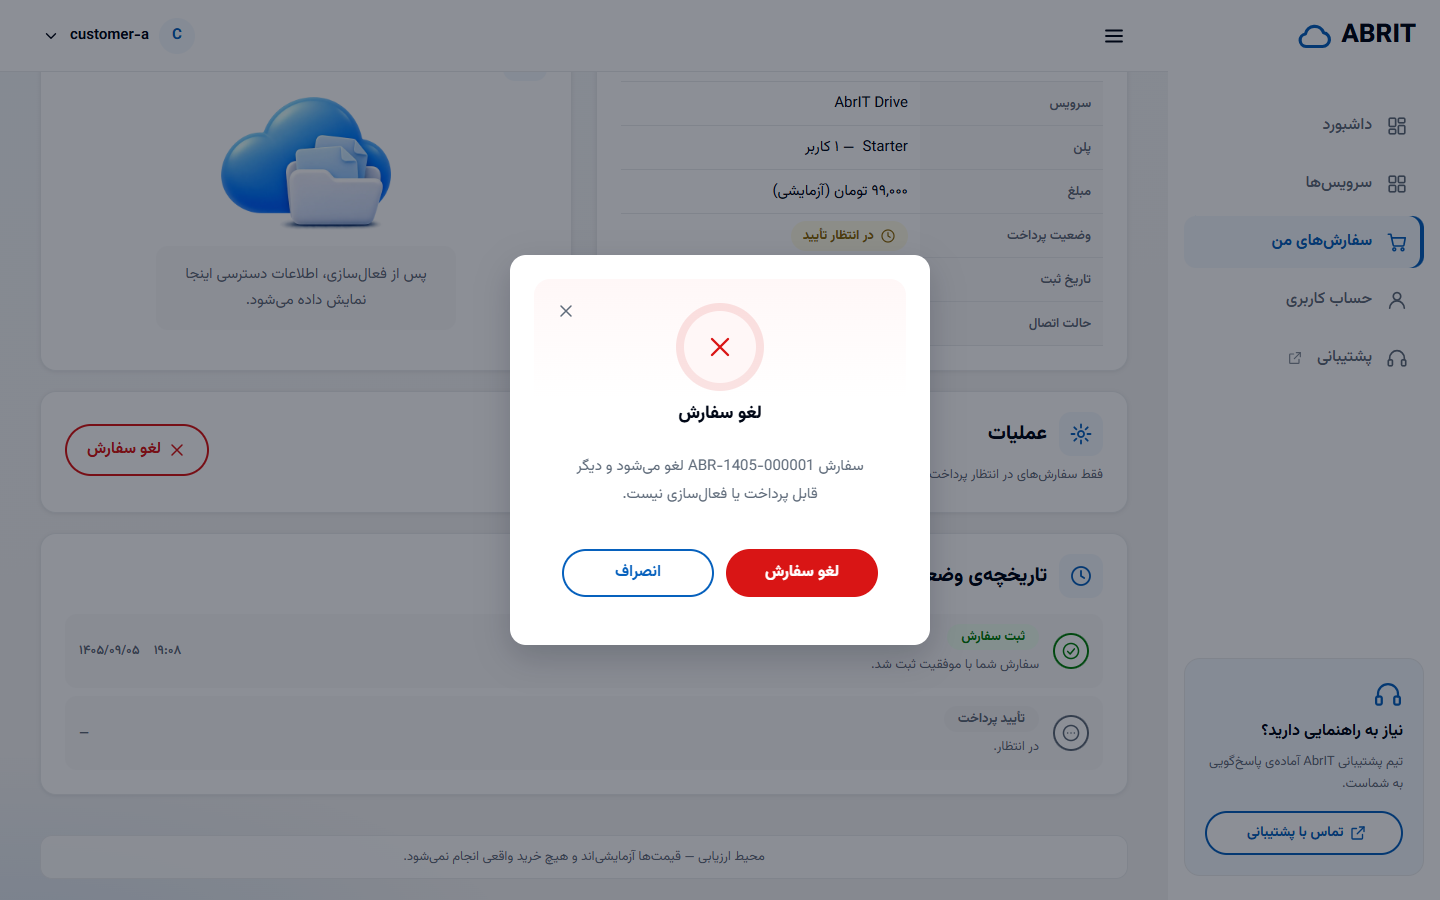 ABRIT
داشبورد
سرویس‌ها
سفارش‌های من
حساب کاربری
پشتیبانی
نیاز به راهنمایی دارید؟
تیم پشتیبانی AbrIT آماده‌ی پاسخ‌گویی
به شماست.
تماس با پشتیبانی
C customer-a
سرویس AbrIT Drive
پلن Starter — ۱ کاربر
مبلغ ۹۹,۰۰۰ تومان (آزمایشی)
وضعیت پرداخت در انتظار تأیید
تاریخ ثبت
حالت اتصال
پس از فعال‌سازی، اطلاعات دسترسی اینجا
نمایش داده می‌شود.
عملیات
فقط سفارش‌های در انتظار پرداخت
لغو سفارش
لغو سفارش
سفارش ABR-1405-000001 لغو می‌شود و دیگر
قابل پرداخت یا فعال‌سازی نیست.
لغو سفارش
انصراف
تاریخچه‌ی
ثبت سفارش
سفارش شما با موفقیت ثبت شد.
۱۴۰۵/۰۹/۰۵ ۱۹:۰۸
تأیید پرداخت
در انتظار.
—
محیط ارزیابی — قیمت‌ها آزمایشی‌اند و هیچ خرید واقعی انجام نمی‌شود.